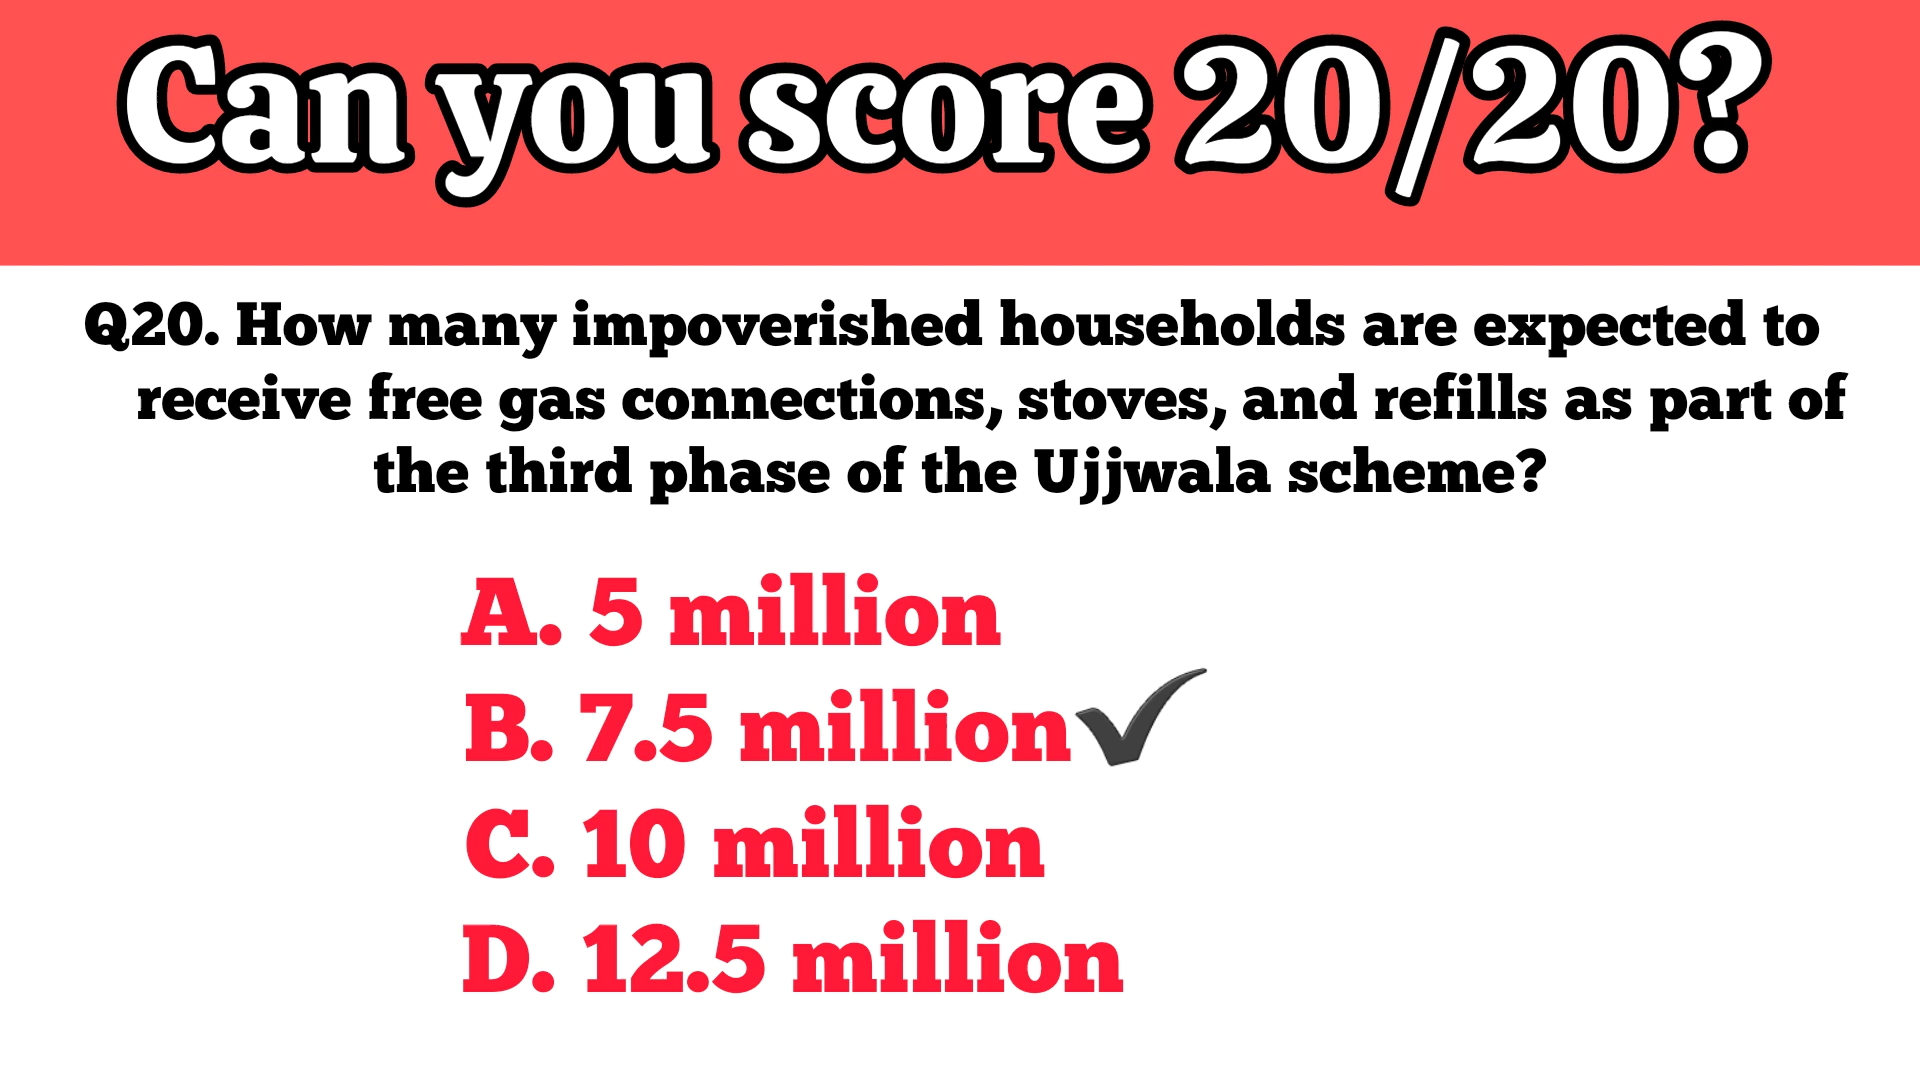 Can you score 20/20?
Q20. How many impoverished households are expected to
receive free gas connections, stoves, and refills as part of
the third phase of the Ujjwala scheme?
A. 5 million
B. 7.5 million✔
C. 10 million
D. 12.5 million